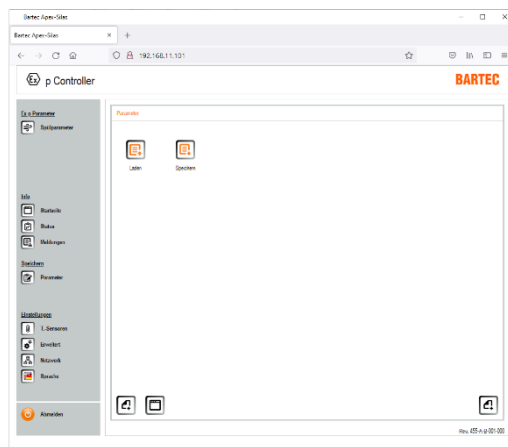 Bartec Apex-Silas
Bartec Apex-Silas
192.168.11.101
Ex p Controller
BARTEC
Ex p Parameter
Spülparameter
Parameter
Laden
Speichern
Info
Startseite
Status
Meldungen
Speichern
Parameter
Einstellungen
T.-Sensoren
Erweitert
Netzwerk
Sprache
Abmelden